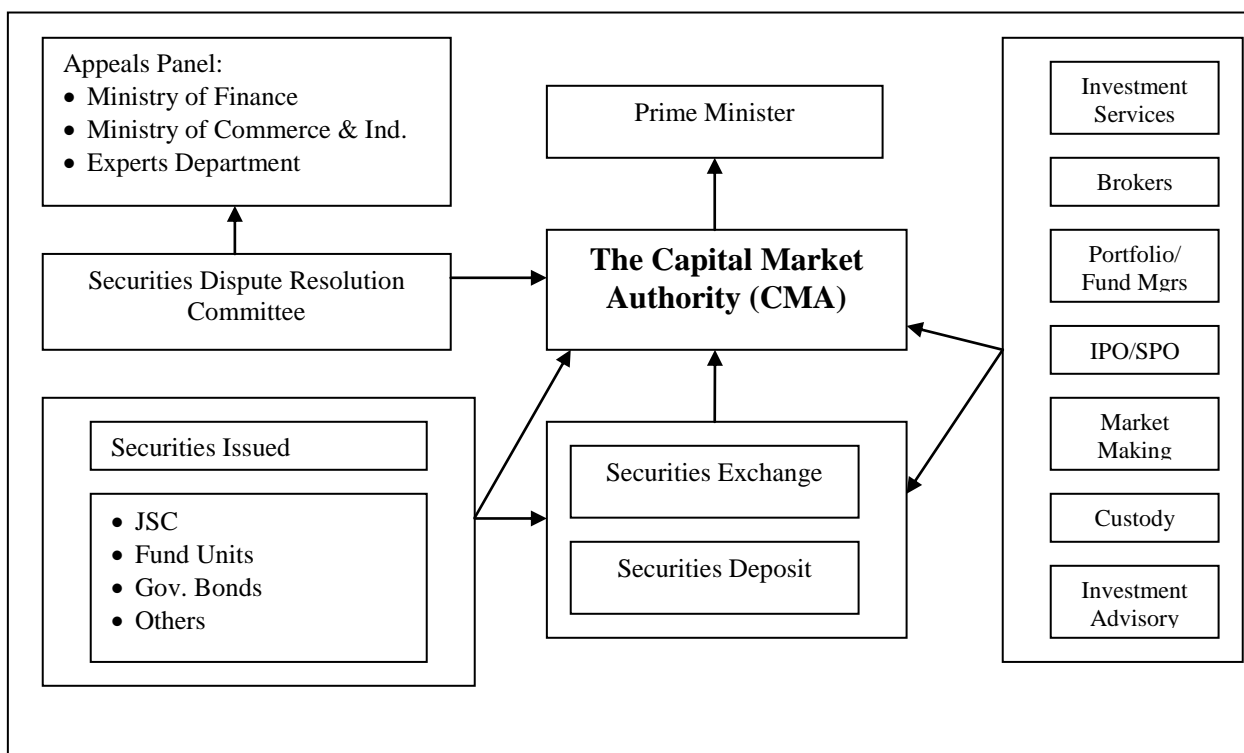 Appeals Panel:
• Ministry of Finance
• Ministry of Commerce & Ind.
• Experts Department
Prime Minister
Securities Dispute Resolution
Committee
The Capital Market
Authority (CMA)
Securities Issued
• JSC
• Fund Units
• Gov. Bonds
• Others
Securities Exchange
Securities Deposit
Investment
Services
Brokers
Portfolio/
Fund Mgrs
IPO/SPO
Market
Making
Custody
Investment
Advisory